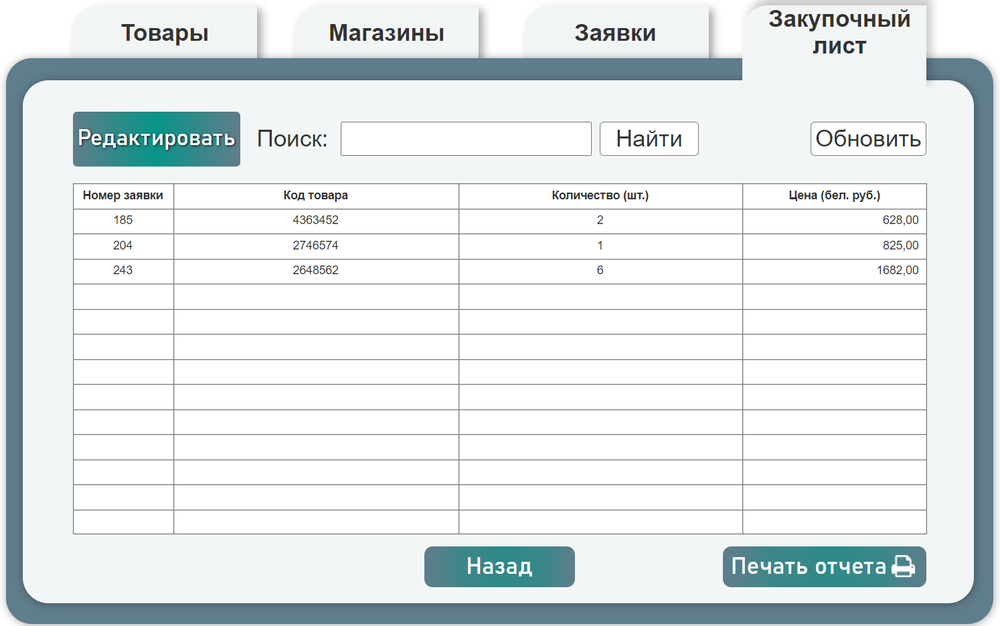 Товары Магазины Заявки Закупочный
лист
Редактировать Поиск: Найти Обновить
Номер заявки Код товара Количество (шт.) Цена (бел. руб.)
185 4363452 2 628,00
204 2746574 1 825,00
243 2648562 6 1682,00
Назад Печать отчета